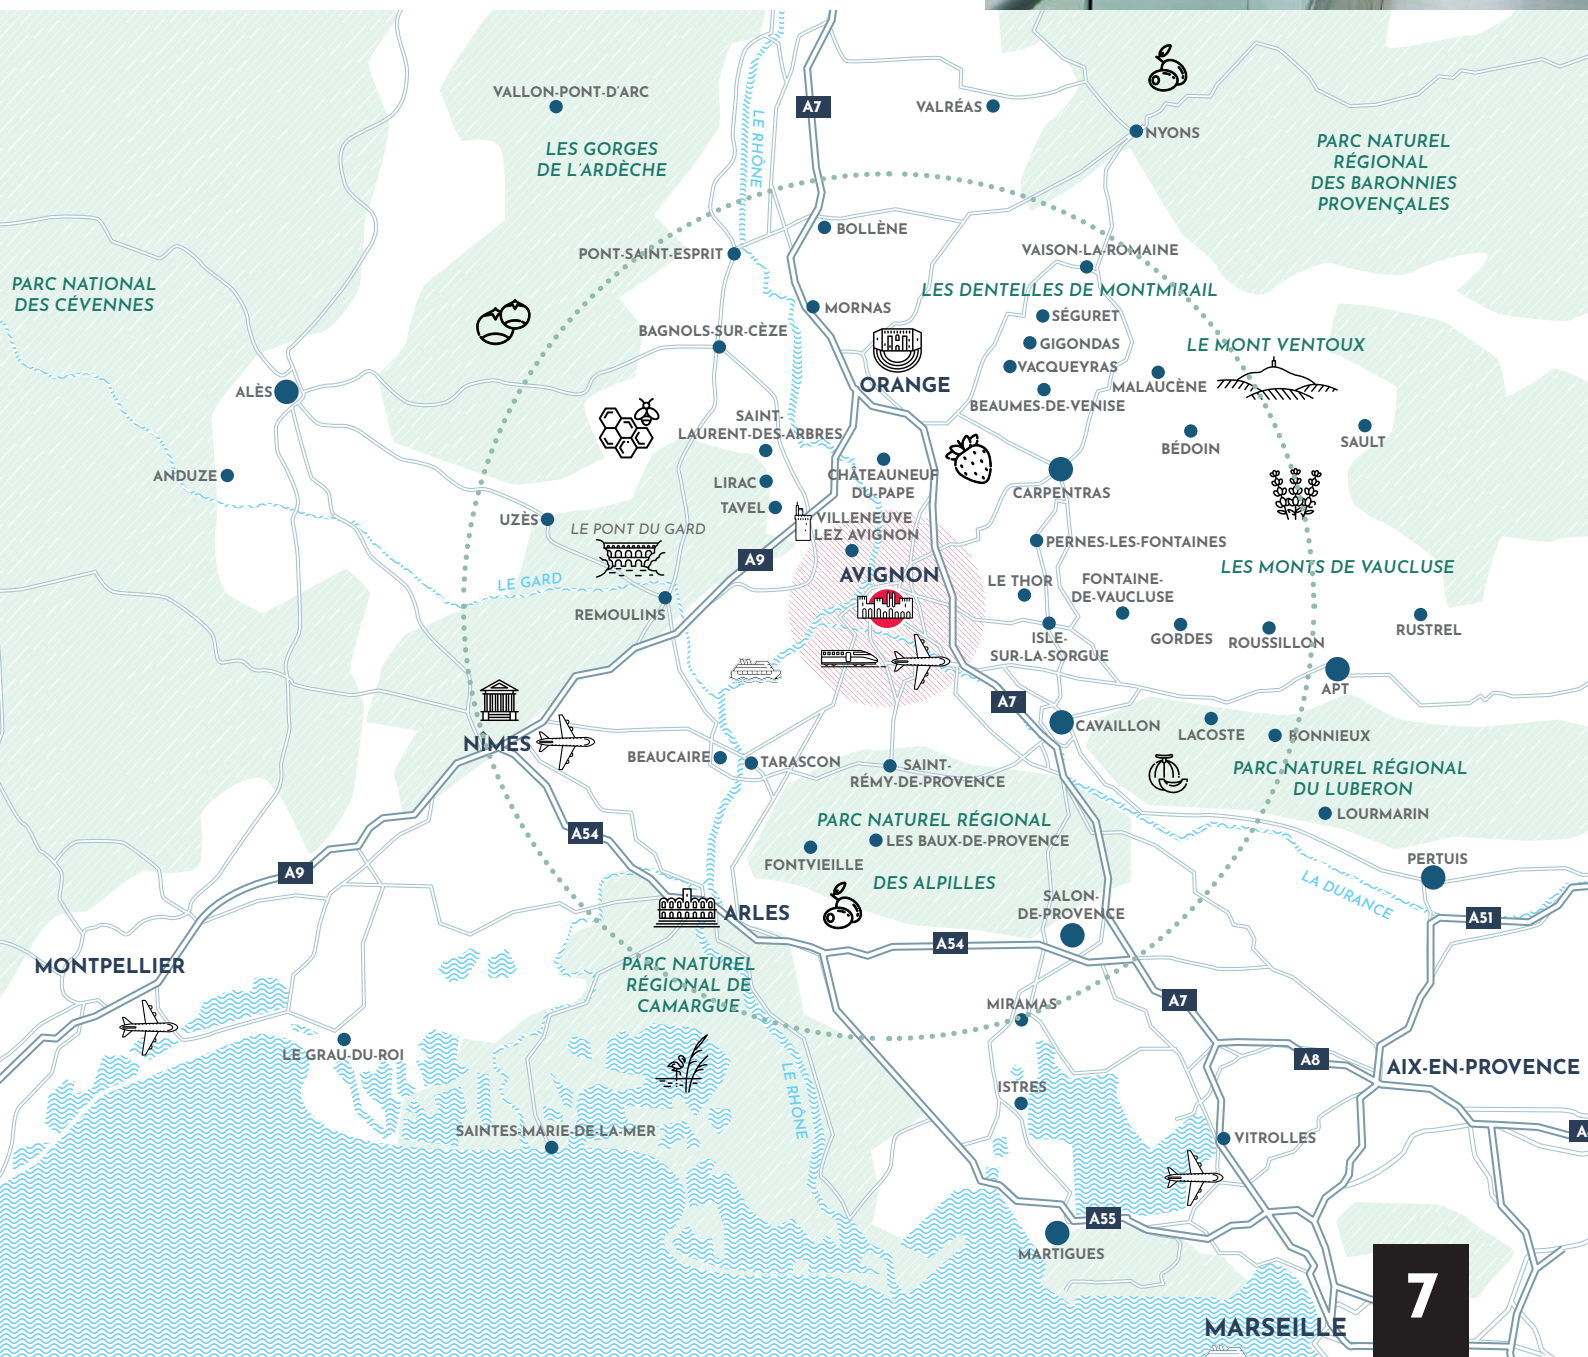 VALLON-PONT-D'ARC
A7
VALRÉAS
NYONS
LES GORGES
DE L'ARDÈCHE
LE RHÔNE
PARC NATUREL
RÉGIONAL
DES BARONNIES
PROVENÇALES
BOLLÈNE
PONT-SAINT-ESPRIT
VAISON-LA-ROMAINE
PARC NATIONAL
DES CÉVENNES
LES DENTELLES DE MONTMIRAIL
MORNAS
SÉGURET
BAGNOLS-SUR-CÈZE
GIGONDAS
LE MONT VENTOUX
VACQUEYRAS
ORANGE
MALAUCÈNE
ALÈS
BEAUMES-DE-VENISE
SAINT-
LAURENT-DES-ARBRES
BÉDOIN
SAULT
ANDUZE
LIRAC
CHÂTEAUNEUF
DU-PAPE
CARPENTRAS
TAVEL
UZÈS
LE PONT DU GARD
VILLENEUVE
LEZ AVIGNON
PERNES-LES-FONTAINES
A9
LES MONTS DE VAUCLUSE
AVIGNON
LE GARD
LE THOR
FONTAINE-
DE-VAUCLUSE
REMOULINS
GORDES
ROUSSILLON
RUSTREL
ISLE-
SUR-LA-SORGUE
APT
A7
CAVAILLON
LACOSTE
BONNIEUX
NÎMES
BEAUCAIRE
TARASCON
SAINT-
RÉMY-DE-PROVENCE
PARC NATUREL RÉGIONAL
DU LUBERON
LOURMARIN
PARC NATUREL RÉGIONAL
A54
LES BAUX-DE-PROVENCE
FONTVIEILLE
PERTUIS
A9
DES ALPILLES
LA DURANCE
SALON-
DE-PROVENCE
ARLES
A51
A54
MONTPELLIER
PARC NATUREL
RÉGIONAL DE
CAMARGUE
A7
MIRAMAS
LE GRAU-DU-ROI
A8
AIX-EN-PROVENCE
ISTRES
LE RHÔNE
SAINTES-MARIE-DE-LA-MER
VITROLLES
A
A55
MARTIGUES
7
MARSEILLE